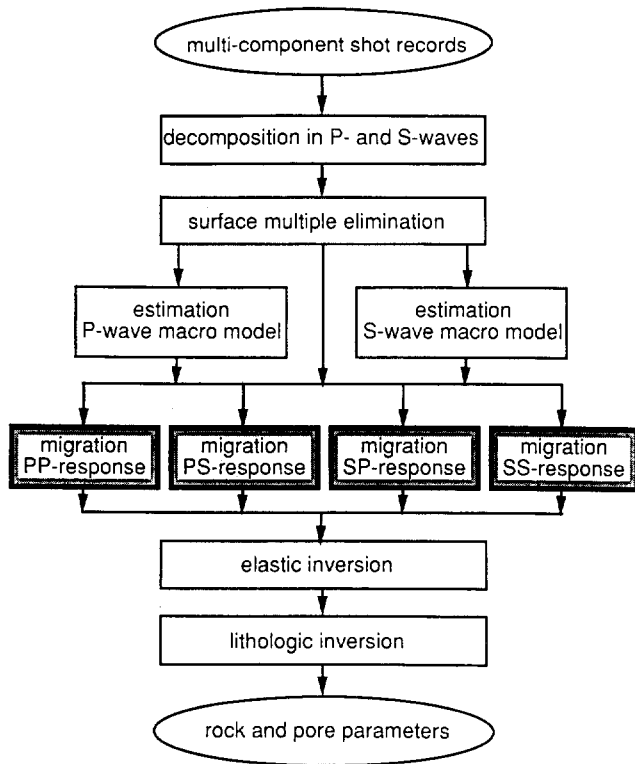 multi-component shot records
decomposition in P- and S-waves
surface multiple elimination
estimation
P-wave macro model
estimation
S-wave macro model
migration
PP-response
migration
PS-response
migration
SP-response
migration
SS-response
elastic inversion
lithologic inversion
rock and pore parameters